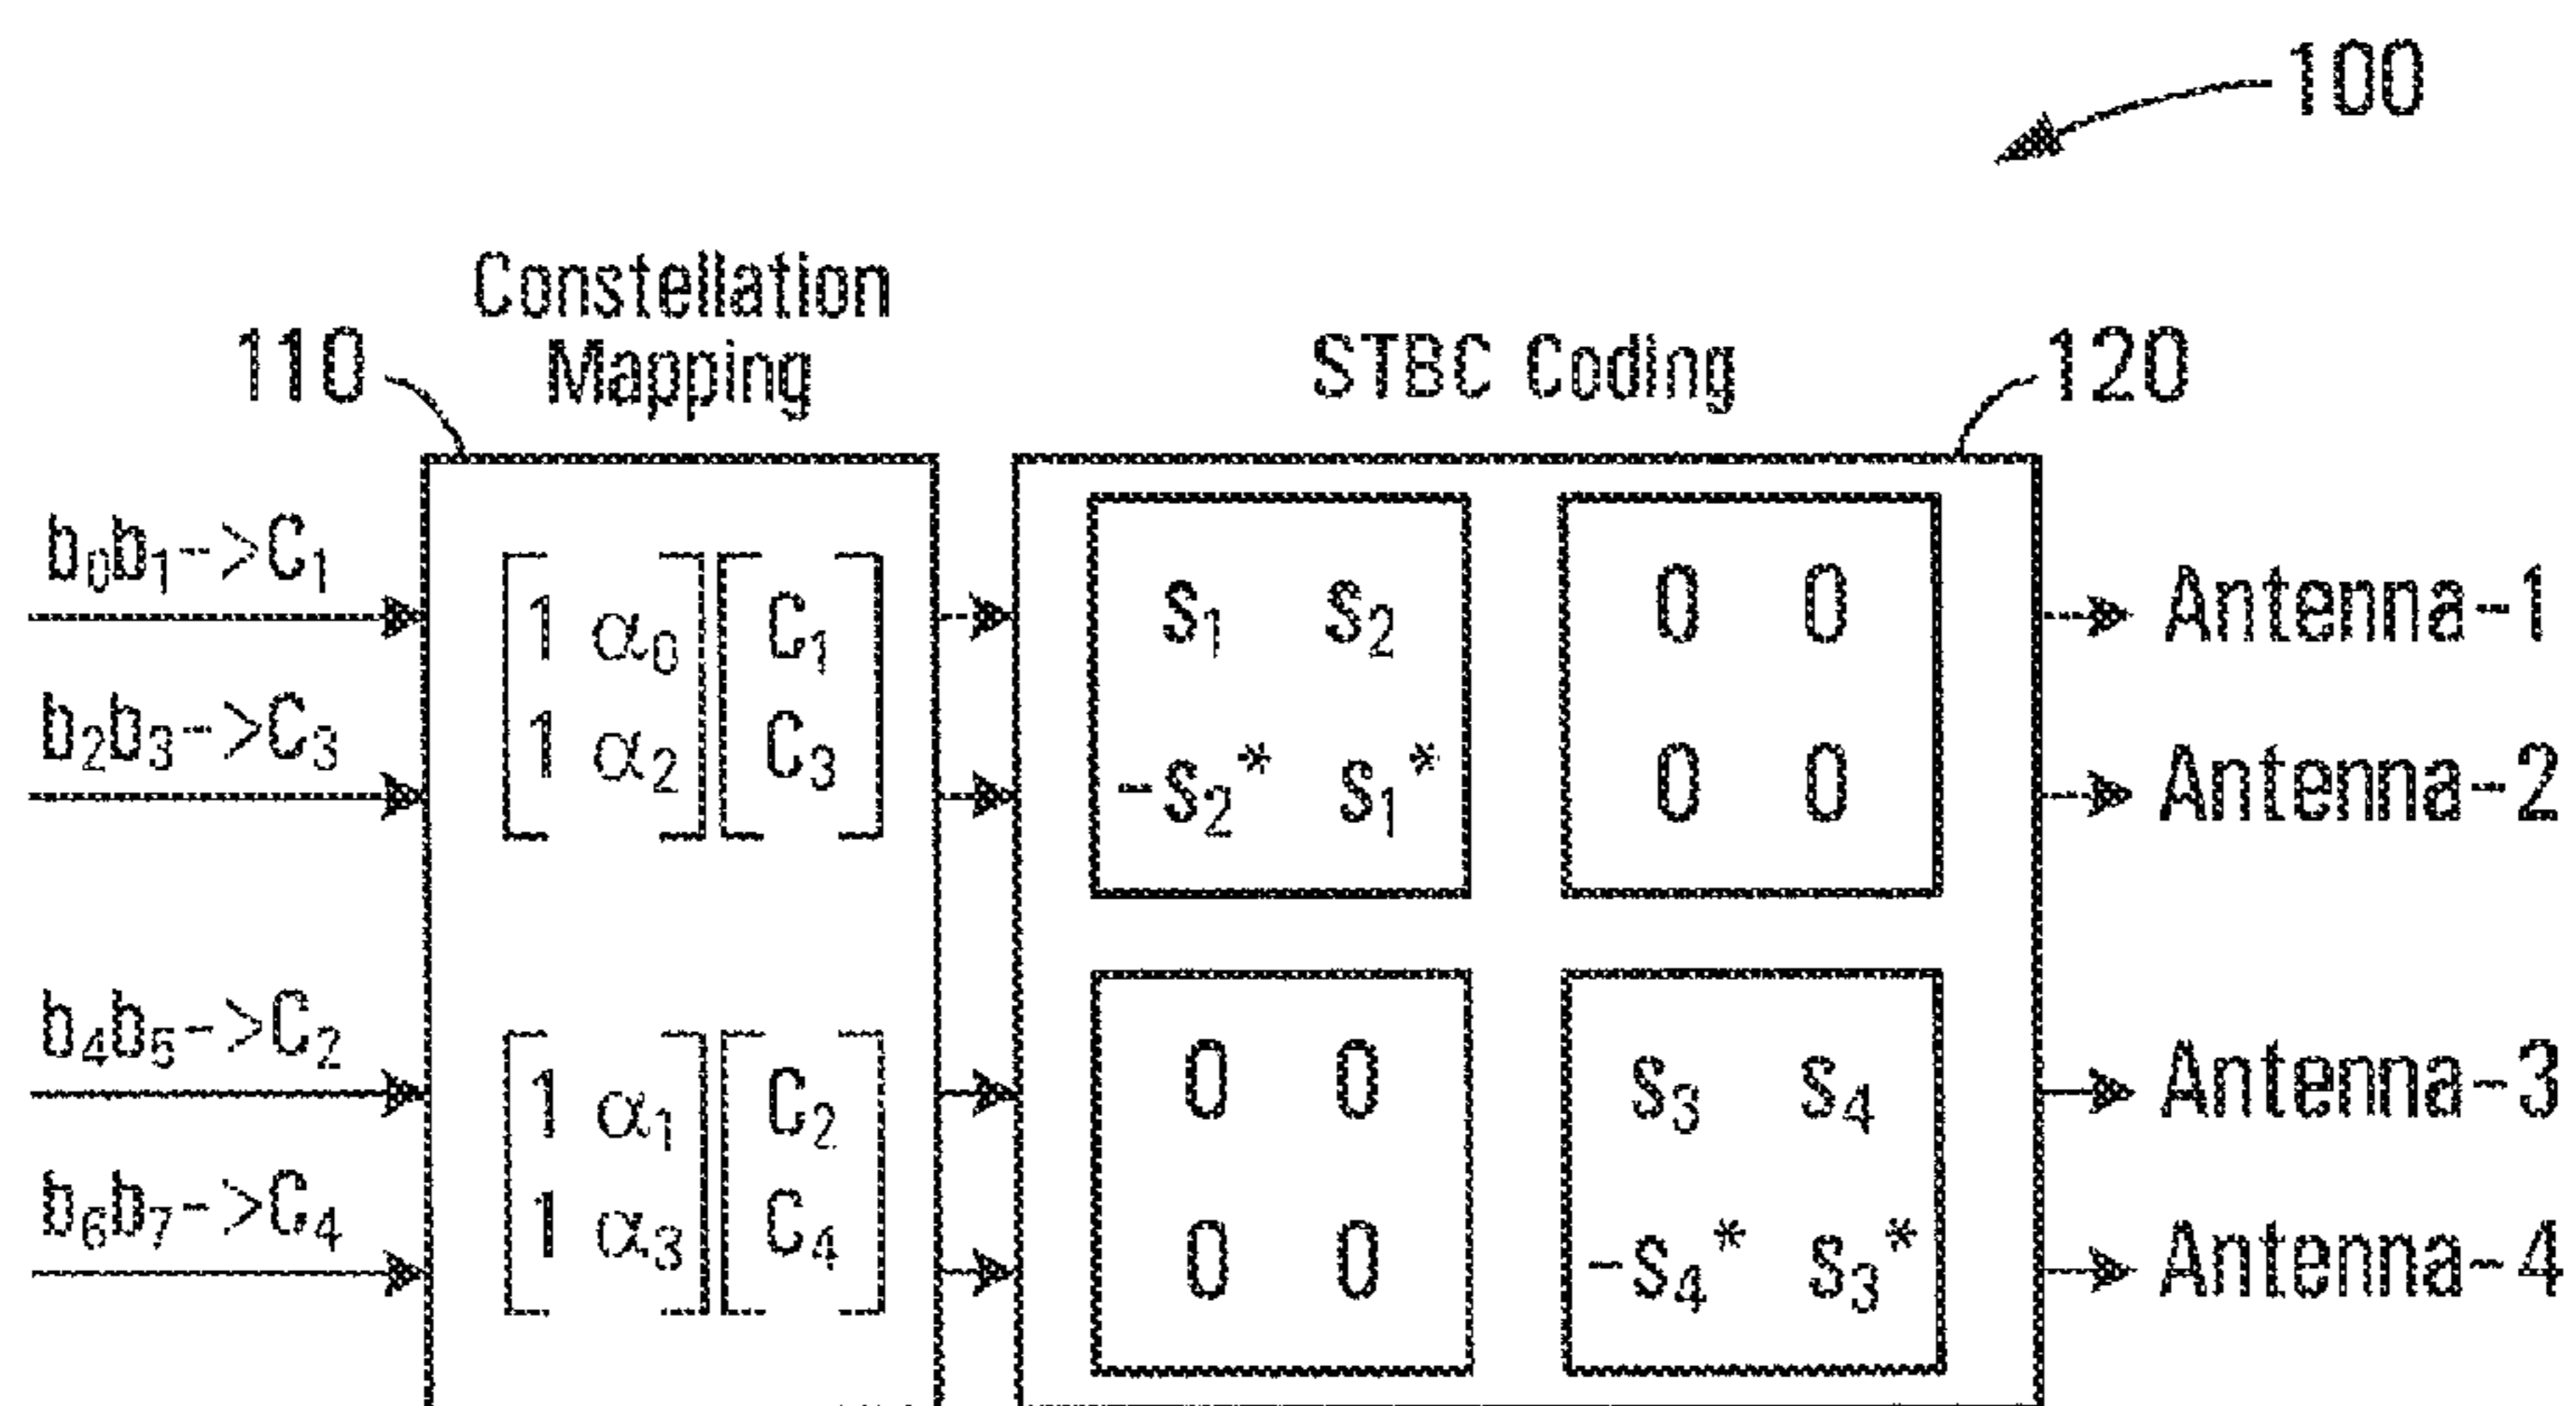 100
Constellation
Mapping
110
STBC Coding
120
b₀b₁->C₁
b₂b₃->C₃
b₄b₅->C₂
b₆b₇->C₄
1 α₀ C₁
1 α₂ C₃
1 α₁ C₂
1 α₃ C₄
s₁ s₂ 0 0
-s₂* s₁* 0 0
0 0 s₃ s₄
0 0 -s₄* s₃*
Antenna-1
Antenna-2
Antenna-3
Antenna-4